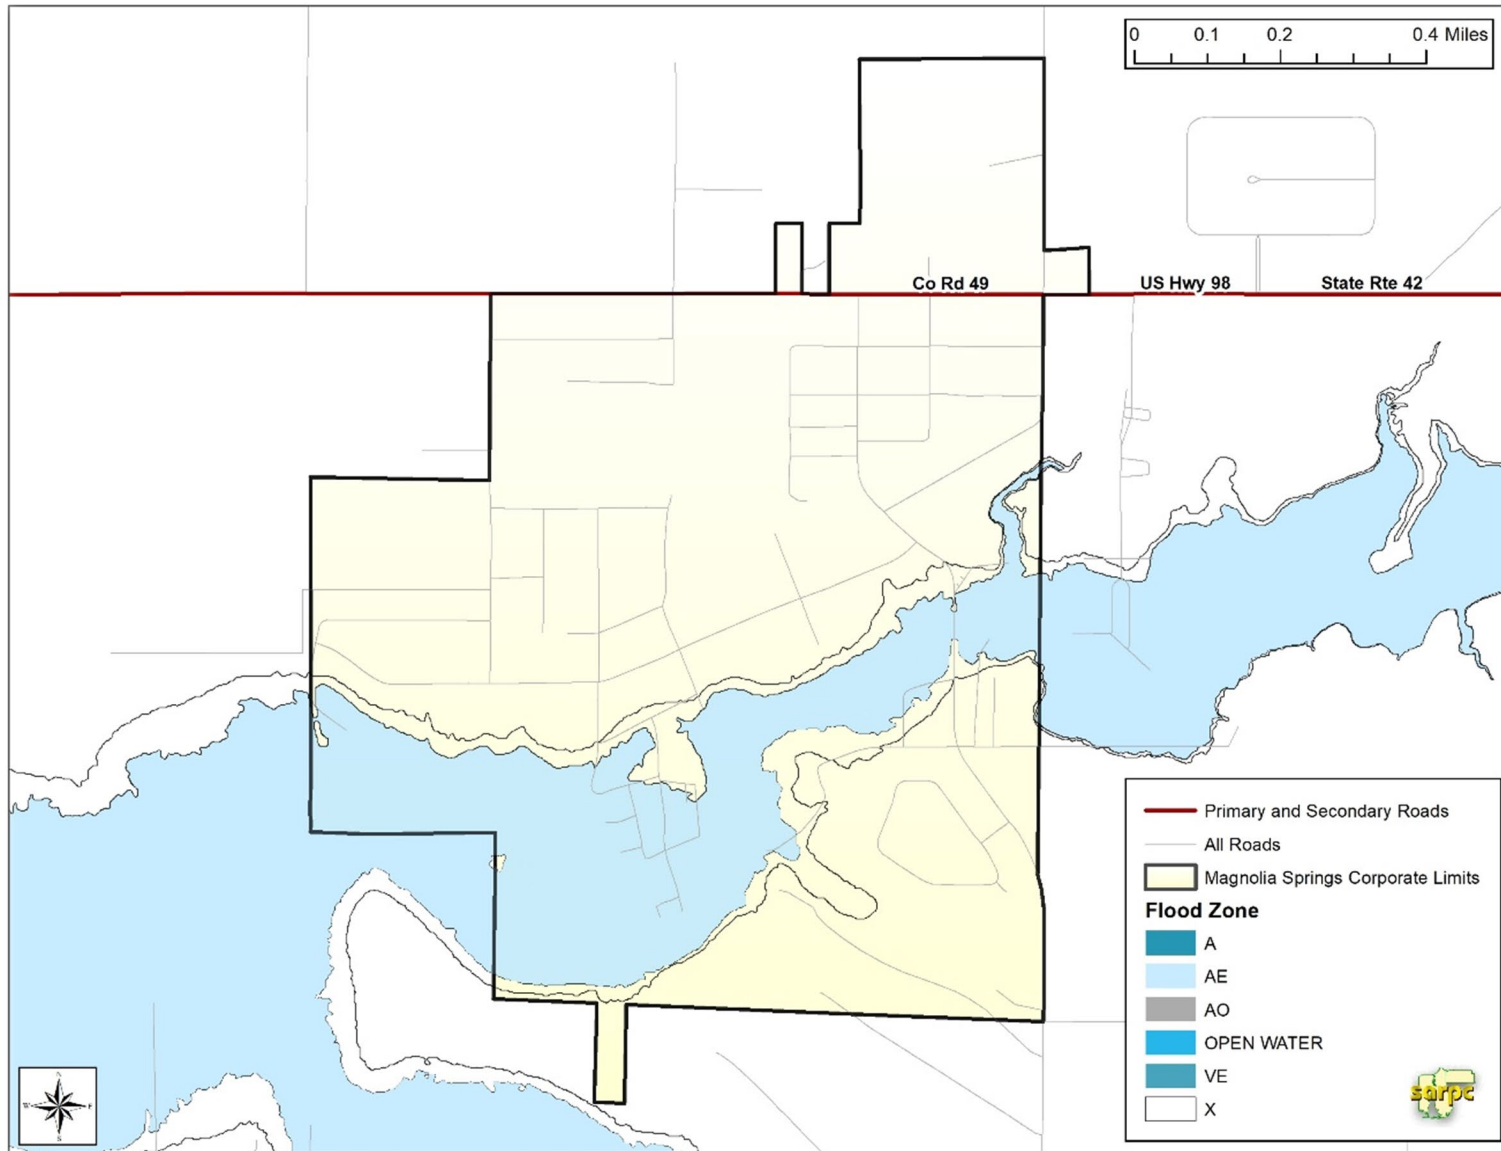 0 0.1 0.2 0.4 Miles
Co Rd 49 US Hwy 98 State Rte 42
Primary and Secondary Roads
All Roads
Magnolia Springs Corporate Limits
Flood Zone
A
AE
AO
OPEN WATER
VE
X
sarpc
N
W E
S